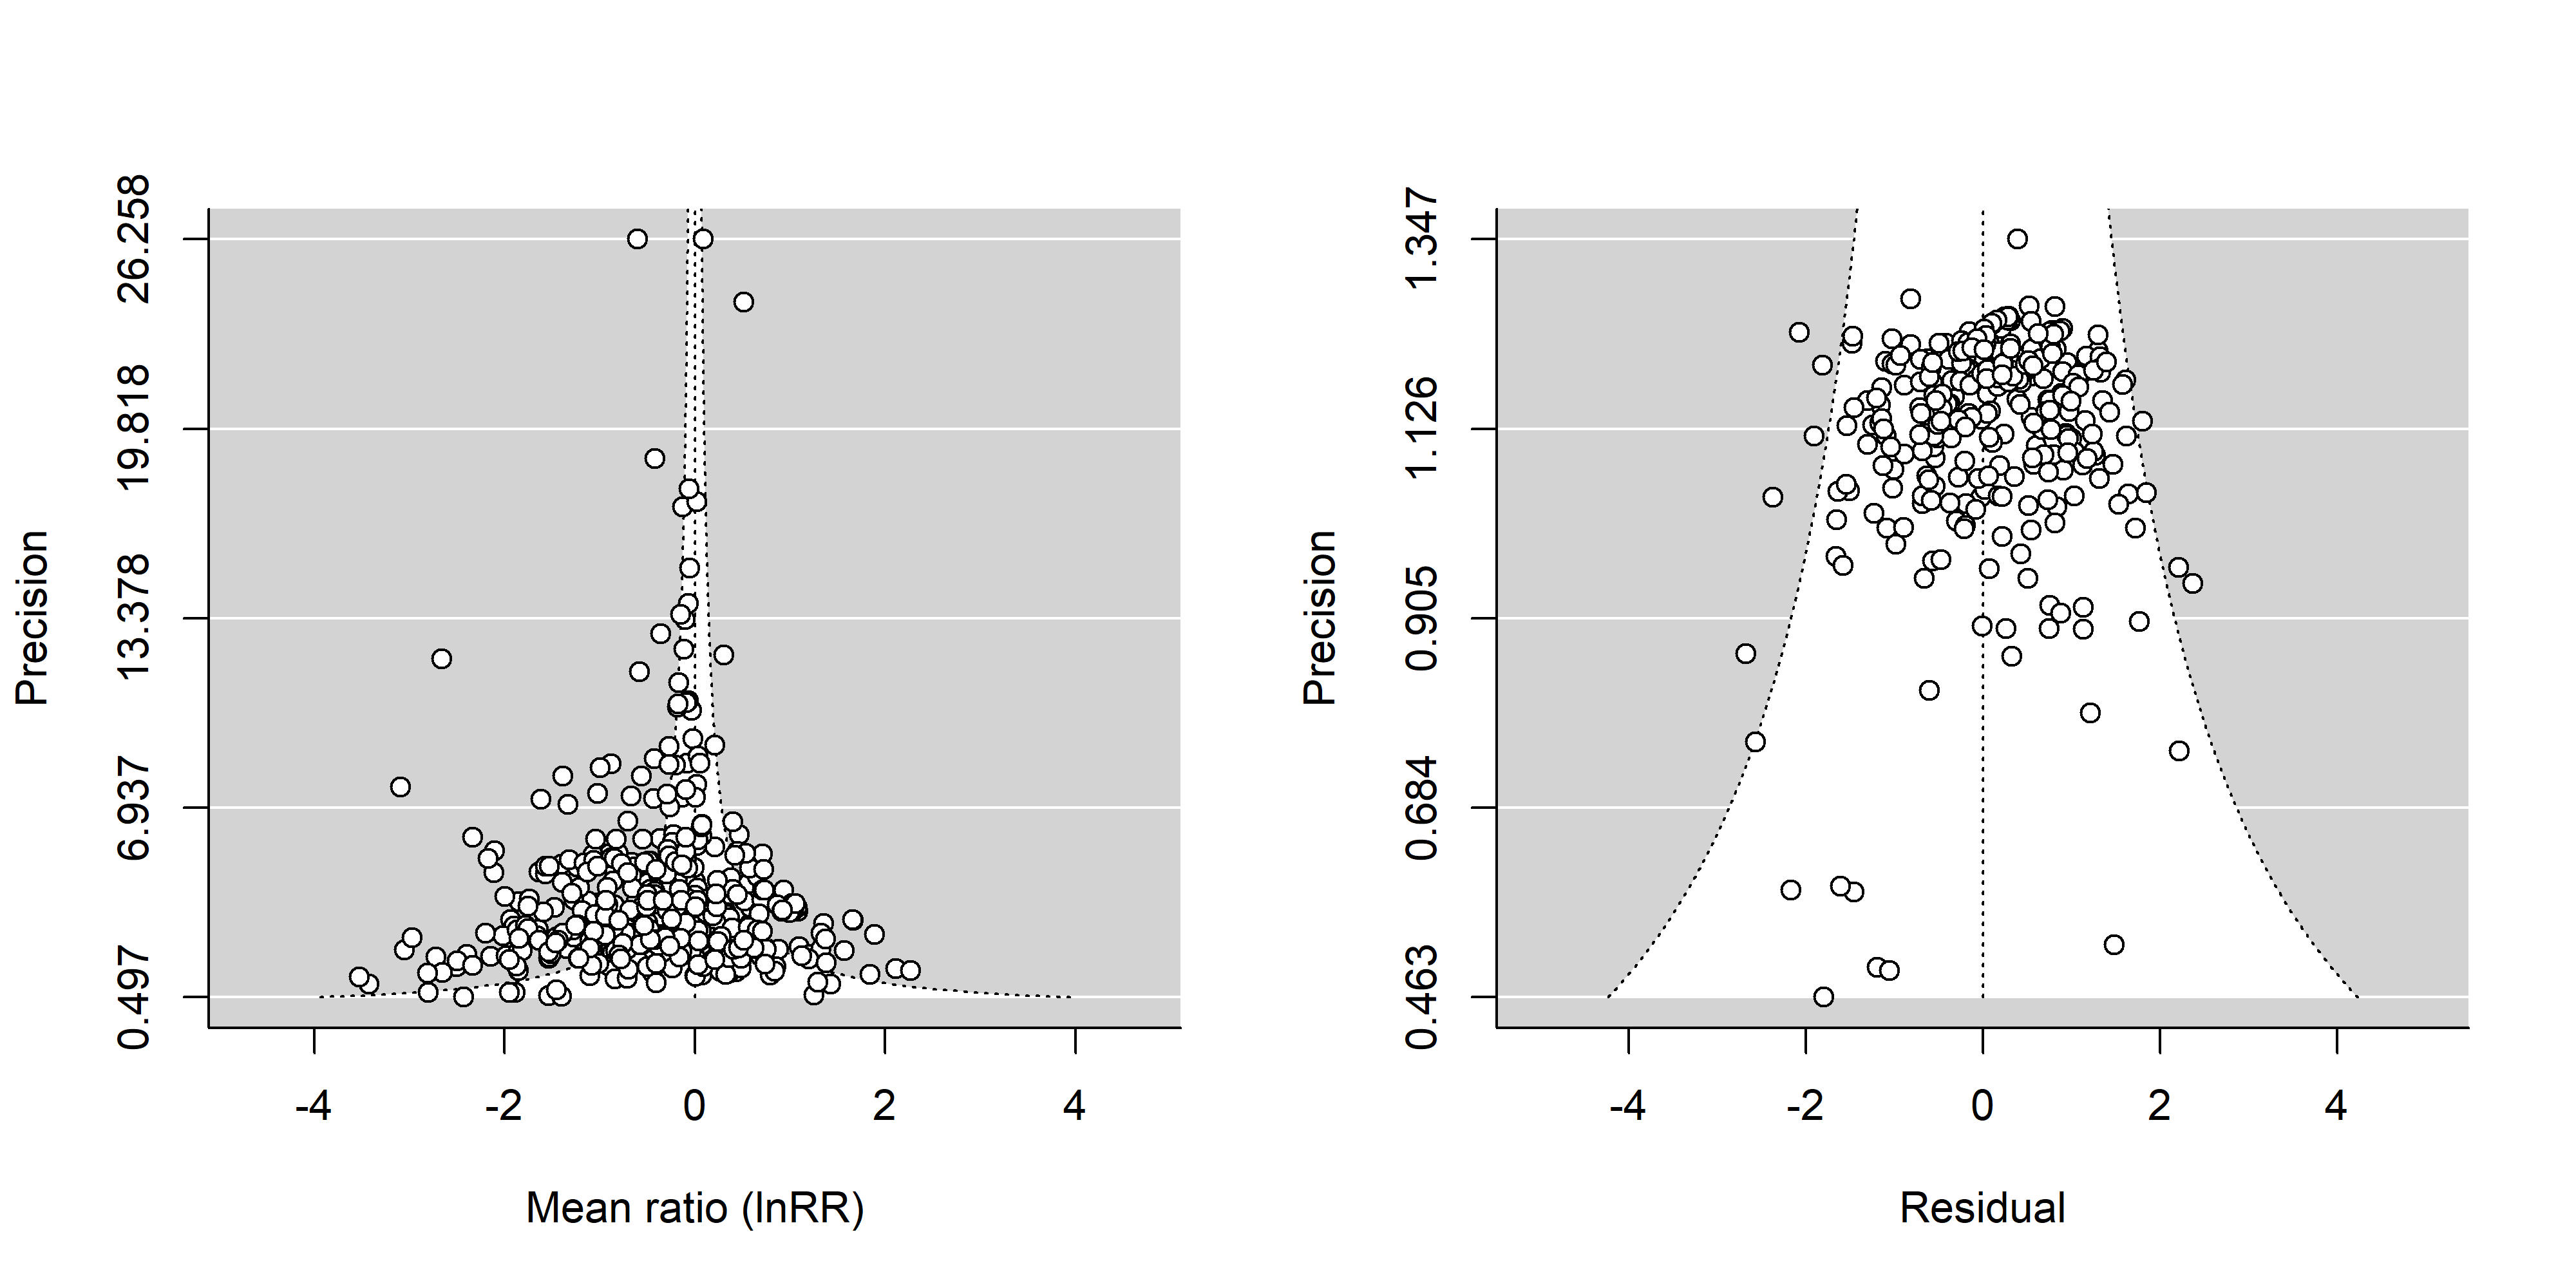 Precision
26.258
19.818
13.378
6.937
0.497
-4 -2 0 2 4
Mean ratio (lnRR)
Precision
1.347
1.126
0.905
0.684
0.463
-4 -2 0 2 4
Residual